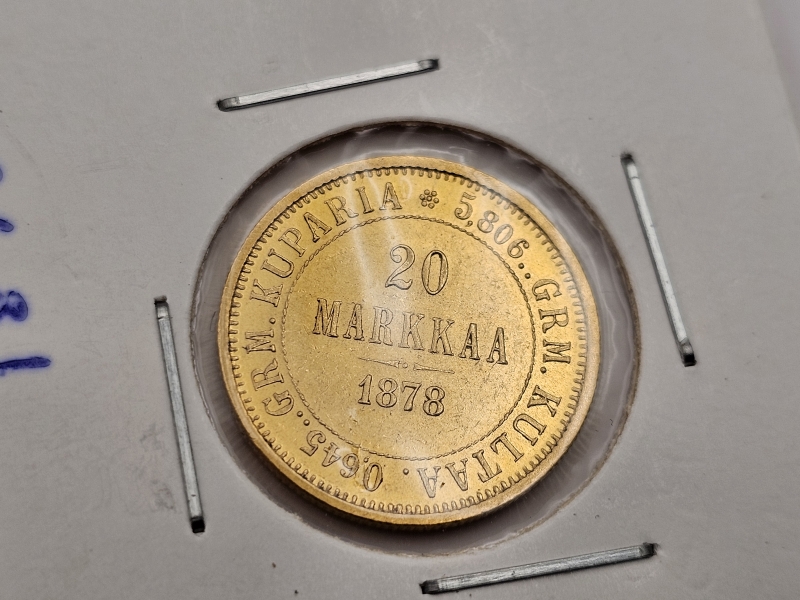 20
MARKKAA
1878
5,806..GRM. KULTAA. 0,645..GRM. KUPARIA